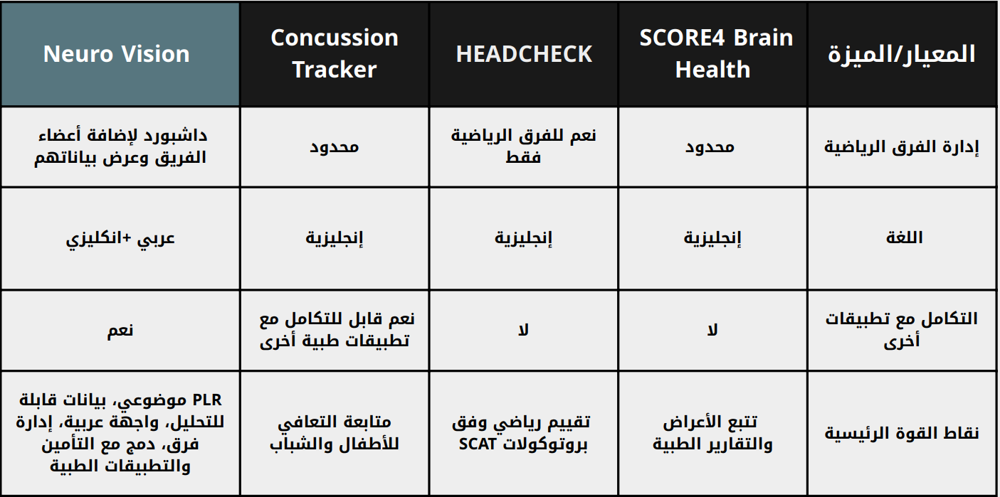 المعيار/الميزة
SCORE4 Brain
Health
HEADCHECK
Concussion
Tracker
Neuro Vision
إدارة الفرق الرياضية
محدود
نعم للفرق الرياضية
فقط
محدود
داشبورد لإضافة أعضاء
الفريق وعرض بياناتهم
اللغة
إنجليزية
إنجليزية
إنجليزية
عربي +انكليزي
التكامل مع تطبيقات
أخرى
لا
لا
نعم قابل للتكامل مع
تطبيقات طبية أخرى
نعم
نقاط القوة الرئيسية
تتبع الأعراض
والتقارير الطبية
تقييم رياضي وفق
بروتوكولات SCAT
متابعة التعافي
للأطفال والشباب
PLR موضوعي، بيانات قابلة
للتحليل، واجهة عربية، إدارة
فرق، دمج مع التأمين
والتطبيقات الطبية